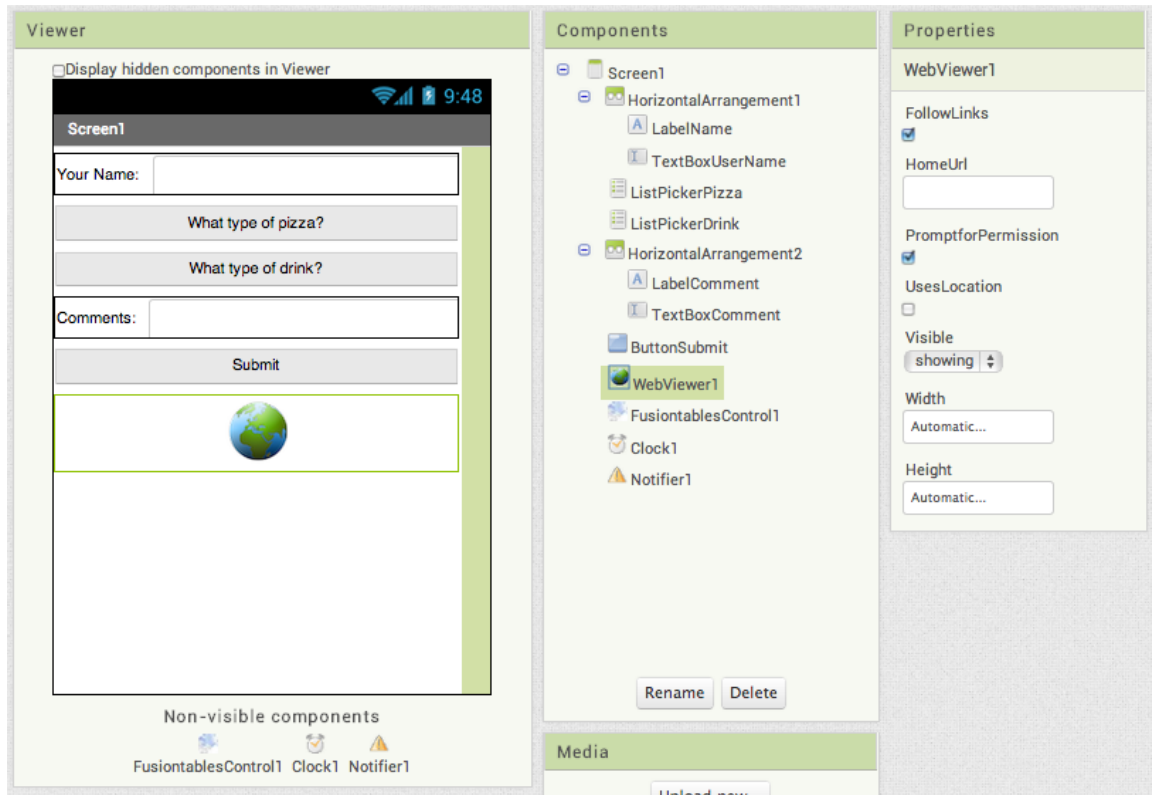 Viewer
Display hidden components in Viewer
9:48
Screen1
Your Name:
What type of pizza?
What type of drink?
Comments:
Submit
Non-visible components
FusiontablesControl1 Clock1 Notifier1
Components
Screen1
HorizontalArrangement1
A LabelName
I TextBoxUserName
ListPickerPizza
ListPickerDrink
HorizontalArrangement2
A LabelComment
I TextBoxComment
ButtonSubmit
WebViewer1
FusiontablesControl1
Clock1
Notifier1
Rename Delete
Media
Upload new
Properties
WebViewer1
FollowLinks
HomeUrl
PromptforPermission
UsesLocation
Visible
showing
Width
Automatic...
Height
Automatic...